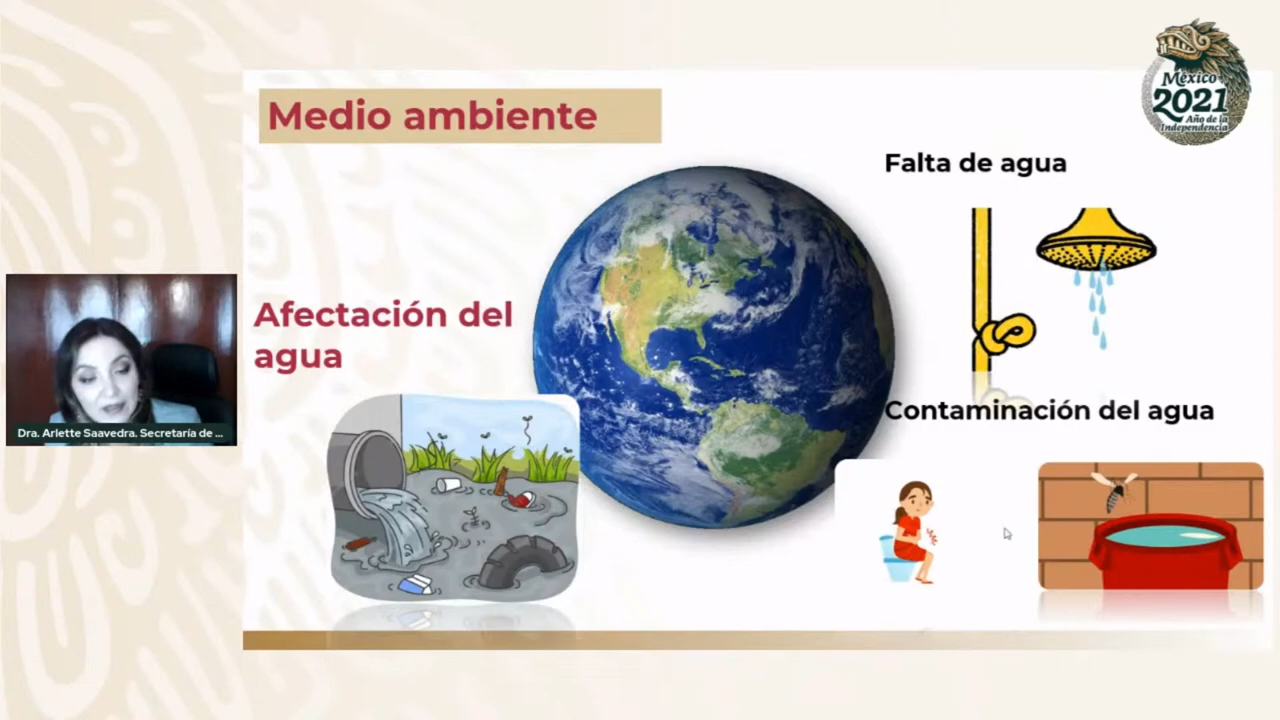 Medio ambiente
México
2021
Año de la
Independencia
Falta de agua
Afectación del
agua
Contaminación del agua
Dra. Arlette Saavedra. Secretaría de ...